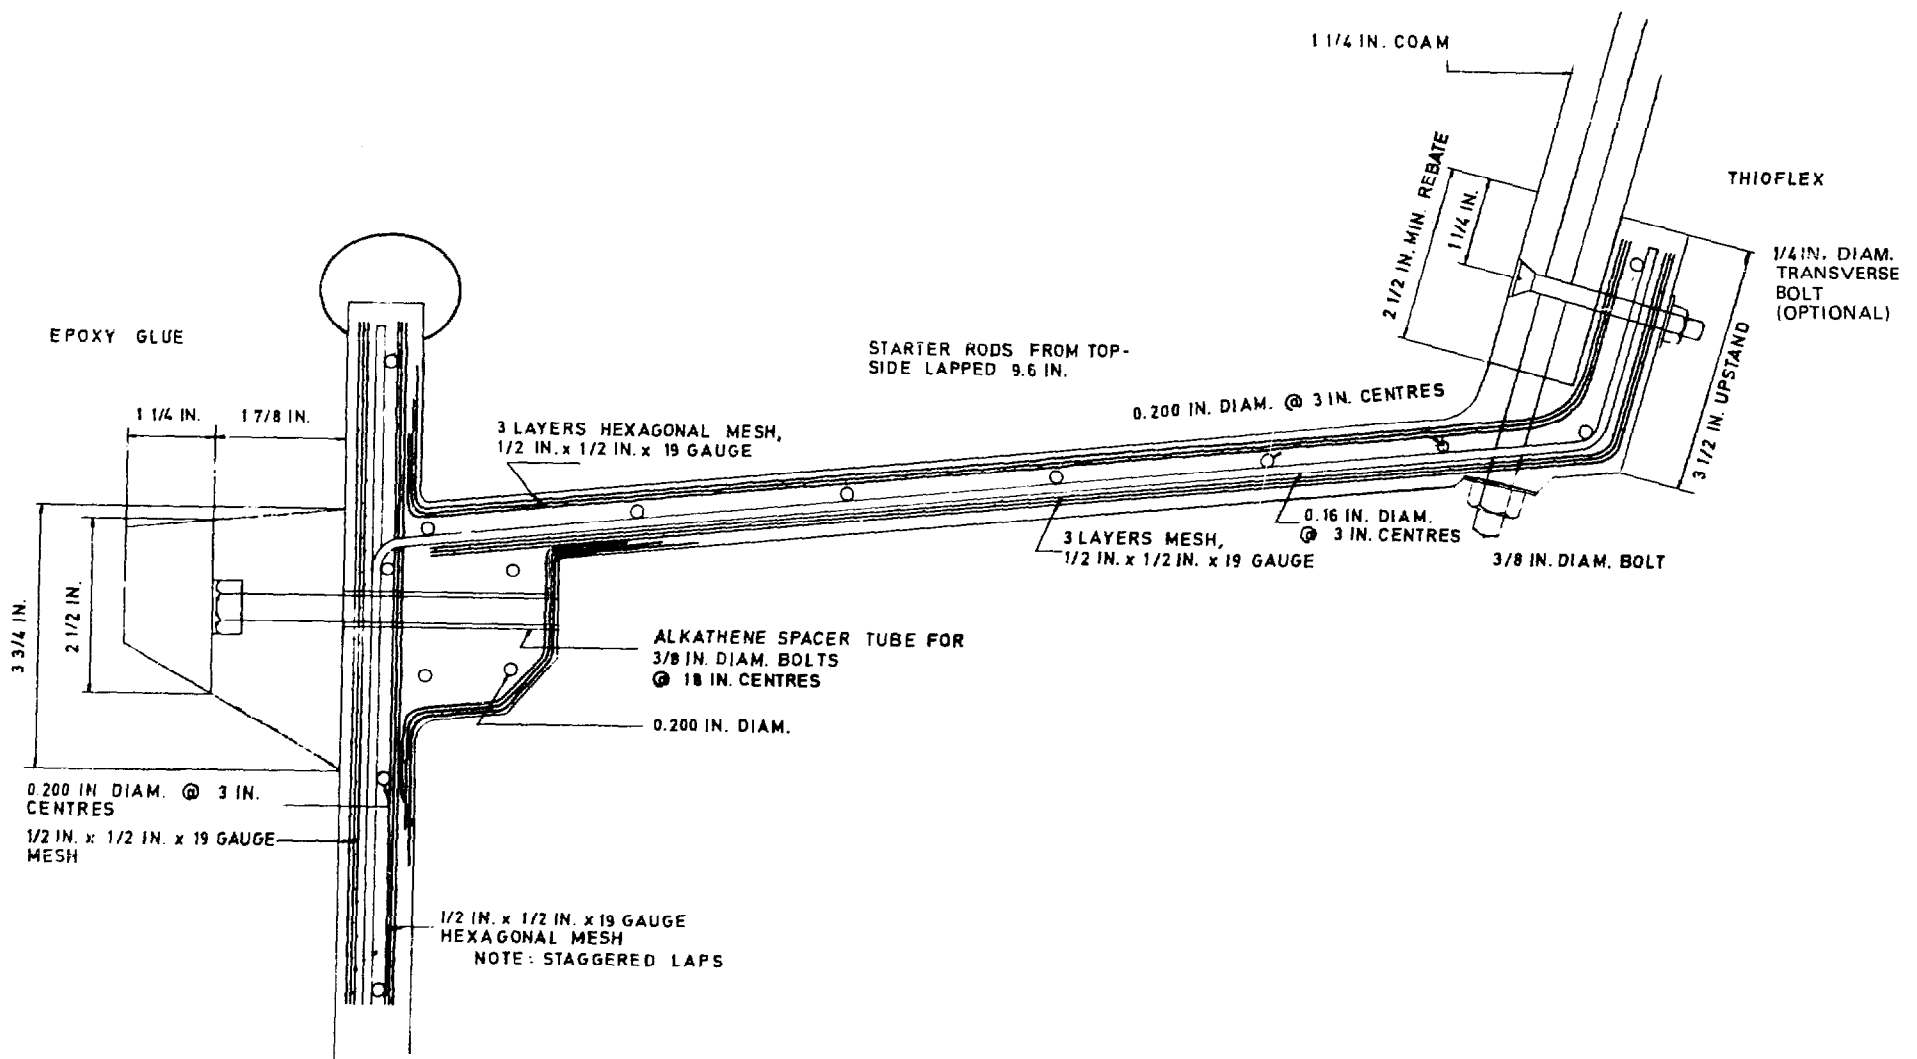 1 1/4 IN. COAM
2 1/2 IN. MIN. REBATE
1 1/4 IN.
THIOFLEX
1/4 IN. DIAM.
TRANSVERSE
BOLT
(OPTIONAL)
3 1/2 IN. UPSTAND
EPOXY GLUE
STARTER RODS FROM TOP-
SIDE LAPPED 9.6 IN.
0.200 IN. DIAM. @ 3 IN. CENTRES
1 1/4 IN.
1 7/8 IN.
3 LAYERS HEXAGONAL MESH,
1/2 IN. x 1/2 IN. x 19 GAUGE
0.16 IN. DIAM.
@ 3 IN. CENTRES
3 LAYERS MESH,
1/2 IN. x 1/2 IN. x 19 GAUGE
3/8 IN. DIAM. BOLT
3 3/4 IN.
2 1/2 IN.
ALKATHENE SPACER TUBE FOR
3/8 IN. DIAM. BOLTS
@ 18 IN. CENTRES
0.200 IN. DIAM.
0.200 IN DIAM. @ 3 IN.
CENTRES
1/2 IN. x 1/2 IN. x 19 GAUGE
MESH
1/2 IN. x 1/2 IN. x 19 GAUGE
HEXAGONAL MESH
NOTE: STAGGERED LAPS